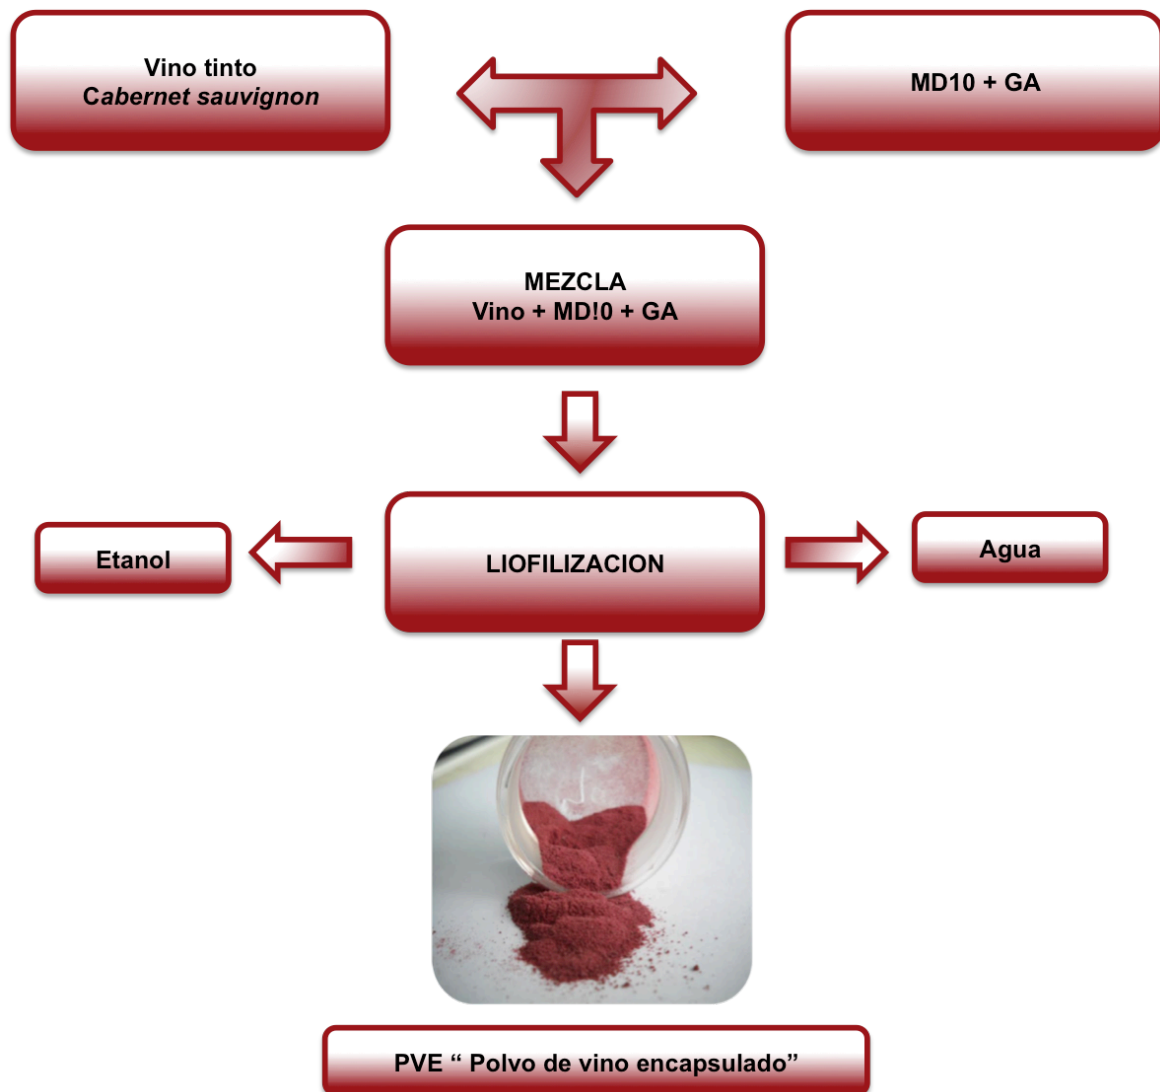 Vino tinto
Cabernet sauvignon
MD10 + GA
MEZCLA
Vino + MD!0 + GA
Etanol
LIOFILIZACION
Agua
PVE “ Polvo de vino encapsulado”